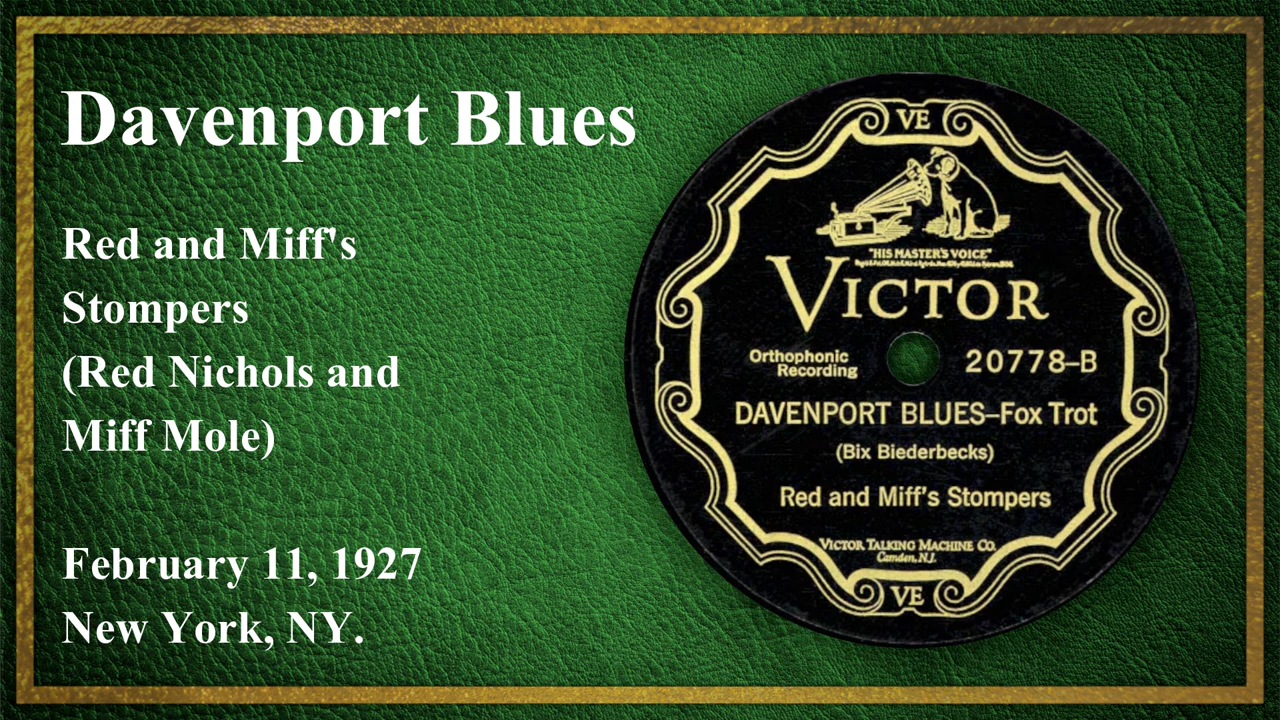 Davenport Blues
Red and Miff's
Stompers
(Red Nichols and
Miff Mole)
February 11, 1927
New York, NY.
VE
"HIS MASTER'S VOICE"
VICTOR
Orthophonic
Recording
20778-B
DAVENPORT BLUES–Fox Trot
(Bix Biederbecks)
Red and Miff's Stompers
VICTOR TALKING MACHINE CO.
Camden, N.J.
VE